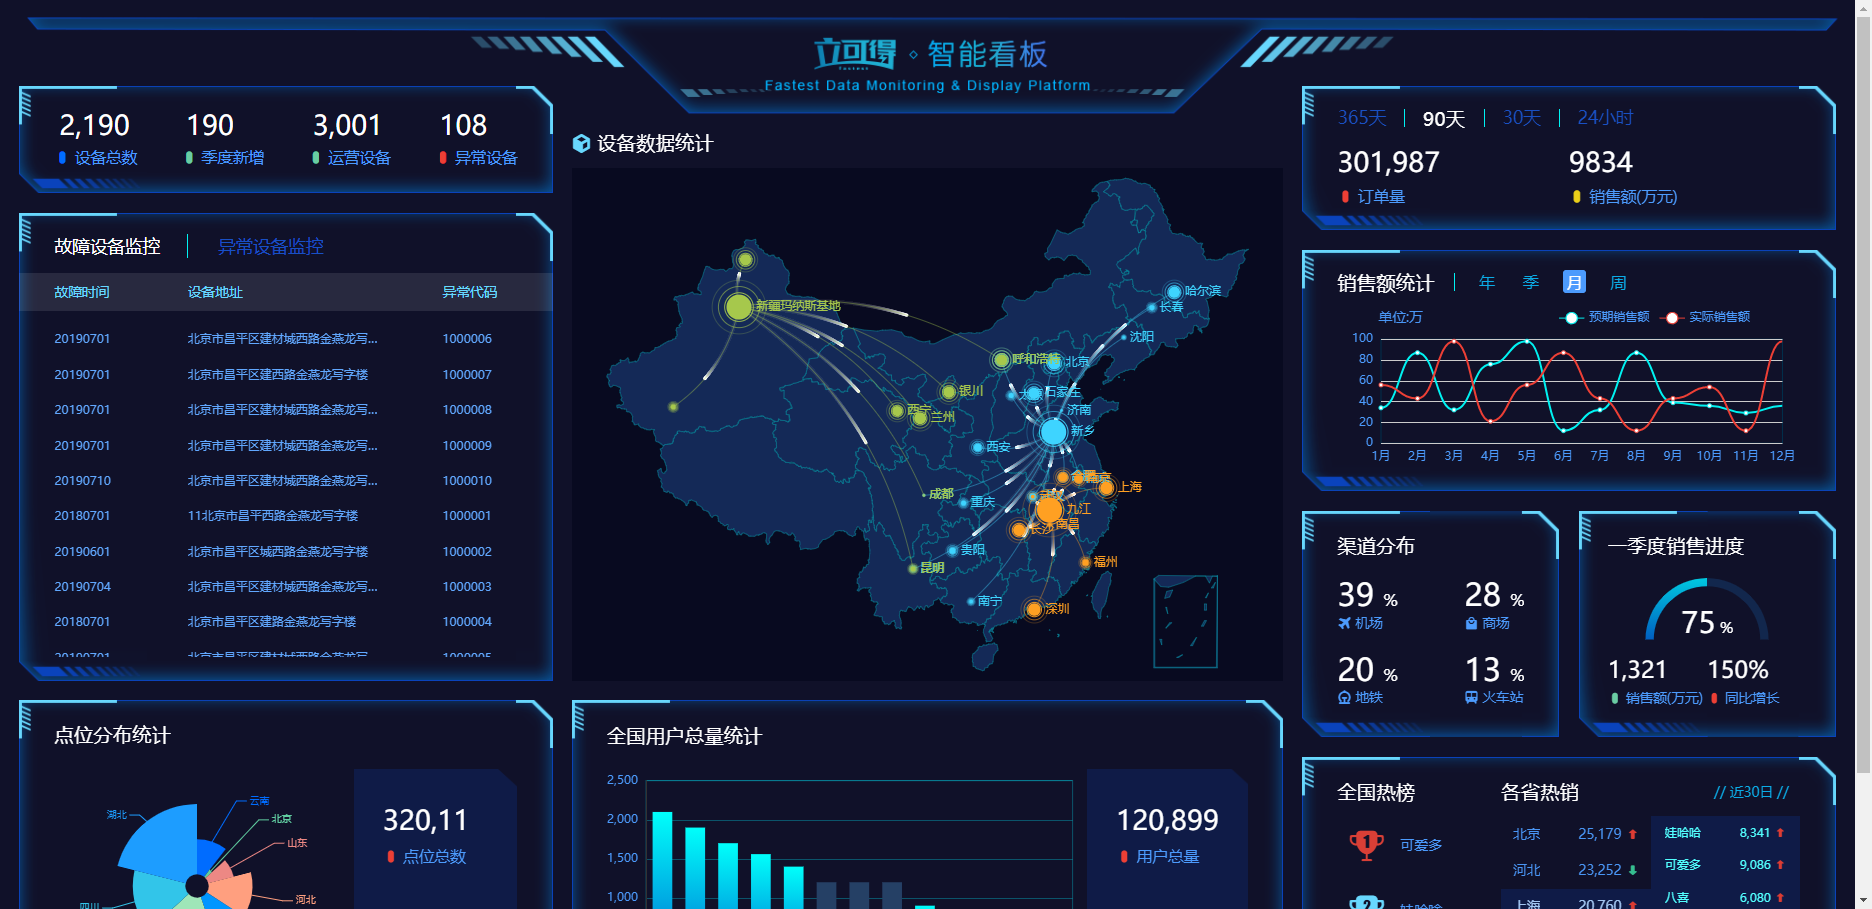 立可得 ◇ 智能看板
Fastest
Fastest Data Monitoring & Display Platform
2,190 190 3,001 108
设备总数 季度新增 运营设备 异常设备
故障设备监控 异常设备监控
故障时间 设备地址 异常代码
20190701 北京市昌平区建材城西路金燕龙写... 1000006
20190701 北京市昌平区建西路金燕龙写字楼 1000007
20190701 北京市昌平区建材城西路金燕龙写... 1000008
20190701 北京市昌平区建材城西路金燕龙写... 1000009
20190710 北京市昌平区建材城西路金燕龙写... 1000010
20180701 11北京市昌平西路金燕龙写字楼 1000001
20190601 北京市昌平区城西路金燕龙写字楼 1000002
20190704 北京市昌平区建材城西路金燕龙写... 1000003
20180701 北京市昌平区建路金燕龙写字楼 1000004
20190701 北京市昌平区建材城西路金燕龙写... 1000005
点位分布统计
云南
湖北
北京
山东
河北
四川
320,11
点位总数
设备数据统计
新疆玛纳斯基地
哈尔滨
长春
沈阳
呼和浩特
北京
银川
石家庄
太原
西宁
济南
兰州
新乡
西安
上海
成都
重庆
九江
长沙
南昌
贵阳
福州
昆明
南宁
深圳
全国用户总量统计
2,500
2,000
1,500
1,000
120,899
用户总量
365天 90天 30天 24小时
301,987 9834
订单量 销售额(万元)
销售额统计 年 季 月 周
单位:万 预期销售额 实际销售额
100
80
60
40
20
0
1月 2月 3月 4月 5月 6月 7月 8月 9月 10月 11月 12月
渠道分布
39 % 28 %
机场 商场
20 % 13 %
地铁 火车站
一季度销售进度
75 %
1,321 150%
销售额(万元) 同比增长
全国热榜
1 可爱多
2 娃哈哈
各省热销 // 近30日 //
北京 25,179
河北 23,252
上海 20,760
娃哈哈 8,341
可爱多 9,086
八喜 6,080